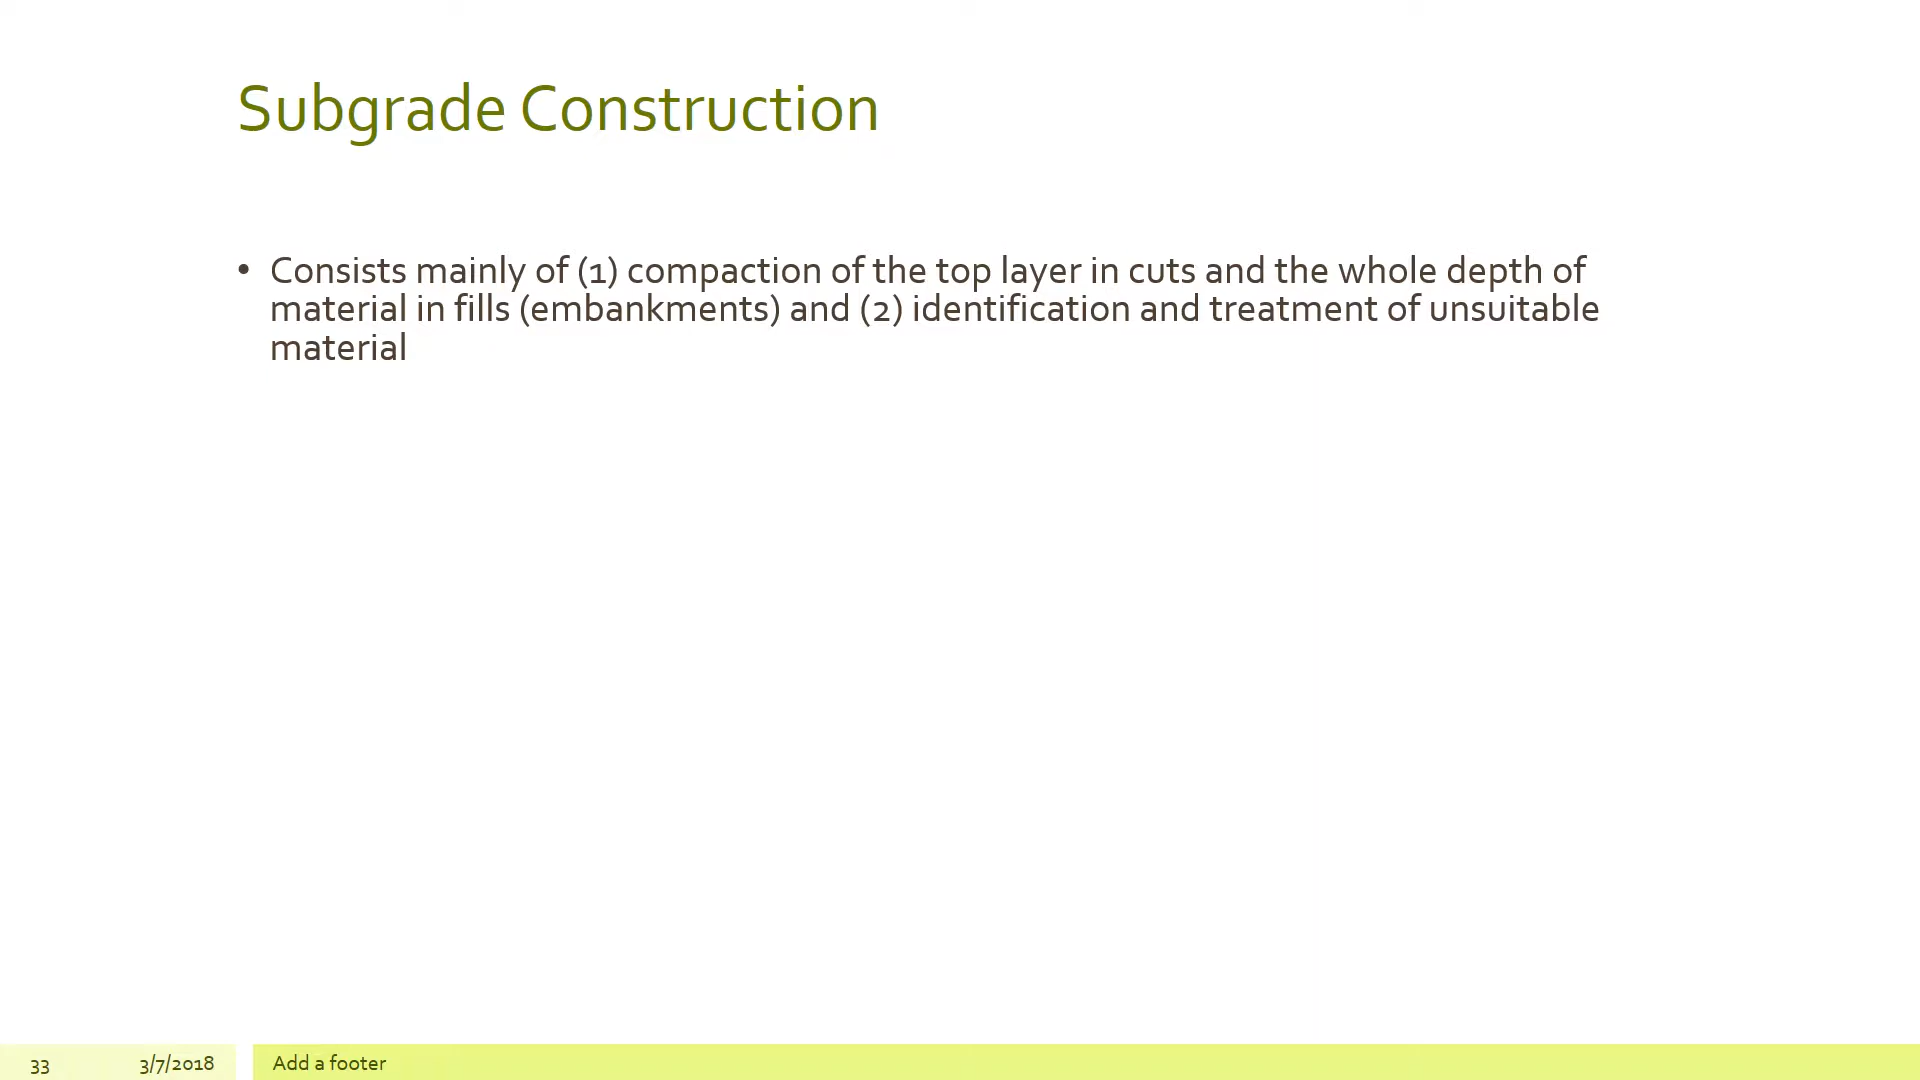 Subgrade Construction
• Consists mainly of (1) compaction of the top layer in cuts and the whole depth of
material in fills (embankments) and (2) identification and treatment of unsuitable
material
33 3/7/2018 Add a footer